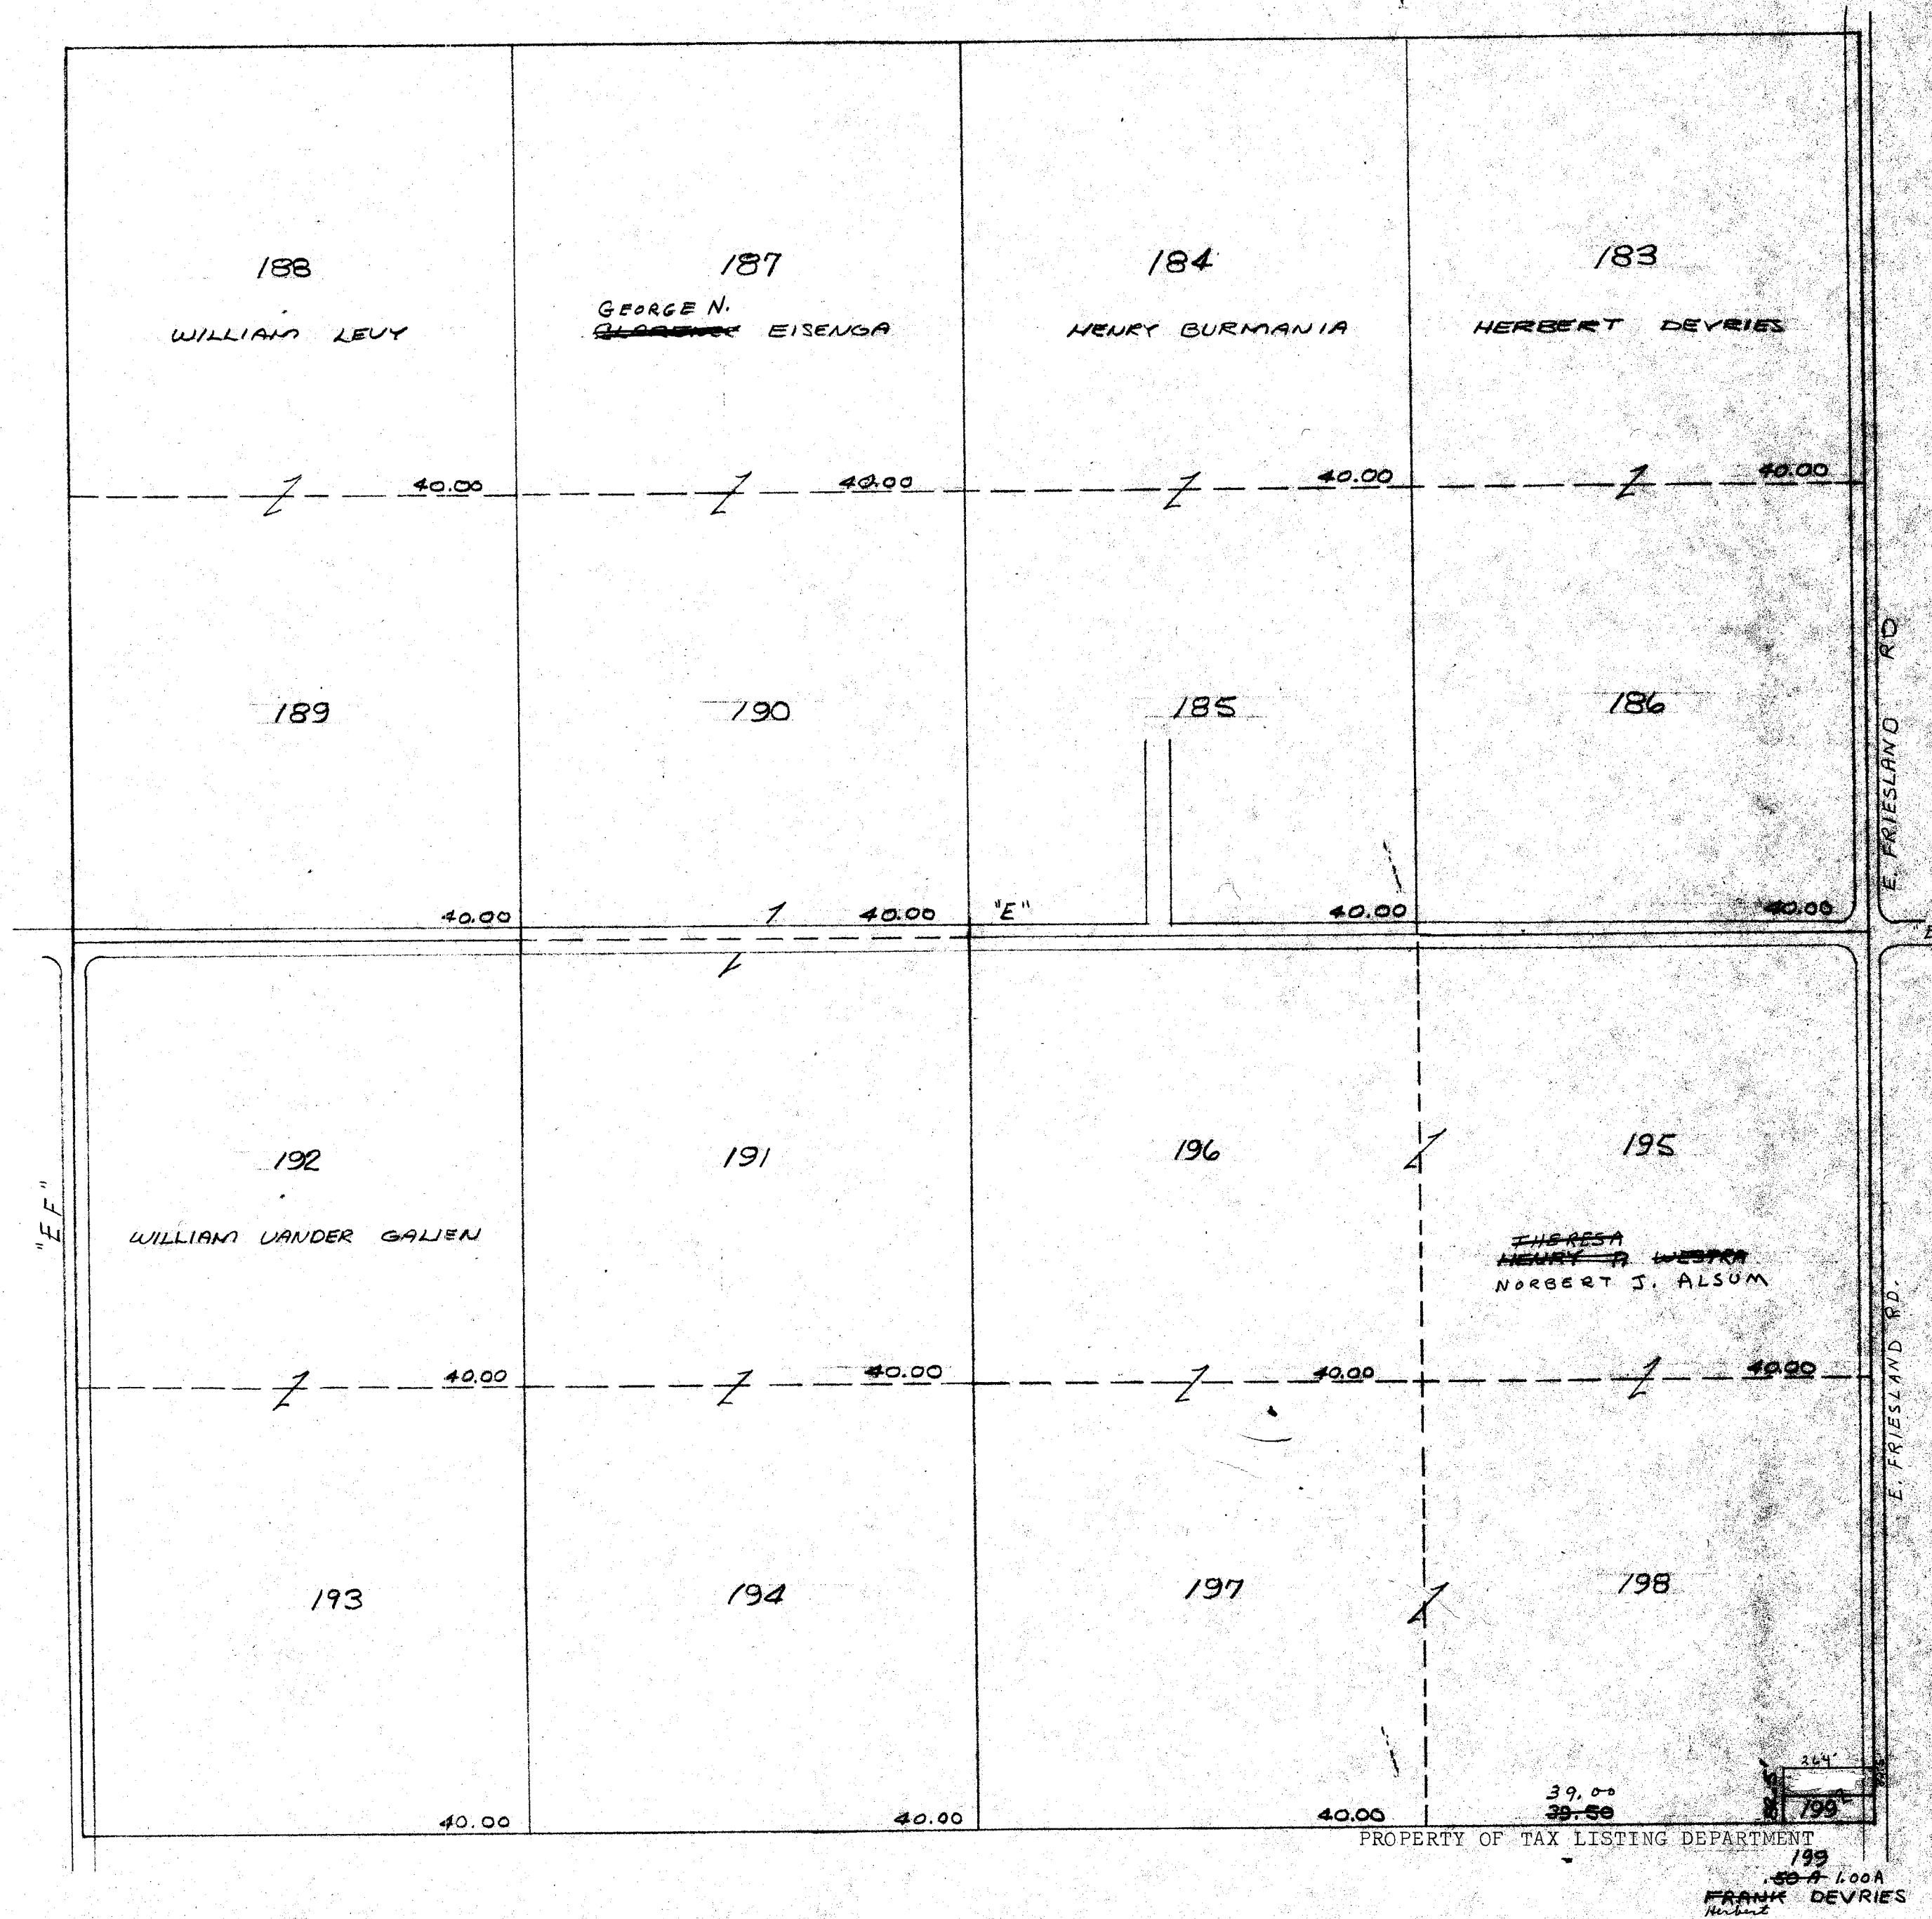 188
WILLIAM LEVY
187
GEORGE N.
CLARENCE EISENGA
184
HENRY BURMANIA
183
HERBERT DEVRIES
40.00
40.00
40.00
40.00
189
190
185
186
E. FRIESLAND RD
40.00
40.00
"E"
40.00
40.00
"E
192
WILLIAM VANDER GALIEN
191
196
195
THERESA
HENRY A WESTRA
NORBERT J. ALSUM
"EF"
E. FRIESLAND RD.
40.00
40.00
40.00
40.00
193
194
197
198
264'
82.5'
199
40.00
40.00
40.00
39.00
39.50
PROPERTY OF TAX LISTING DEPARTMENT
199
.50 A 1.00A
FRANK DEVRIES
Herbert